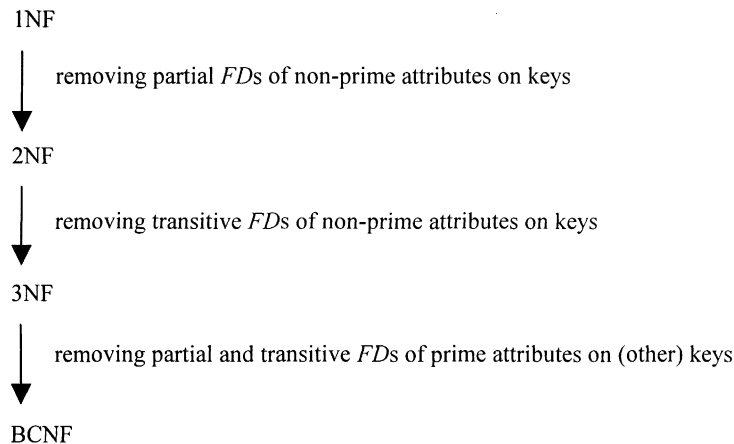 1NF
removing partial FDs of non-prime attributes on keys
2NF
removing transitive FDs of non-prime attributes on keys
3NF
removing partial and transitive FDs of prime attributes on (other) keys
BCNF